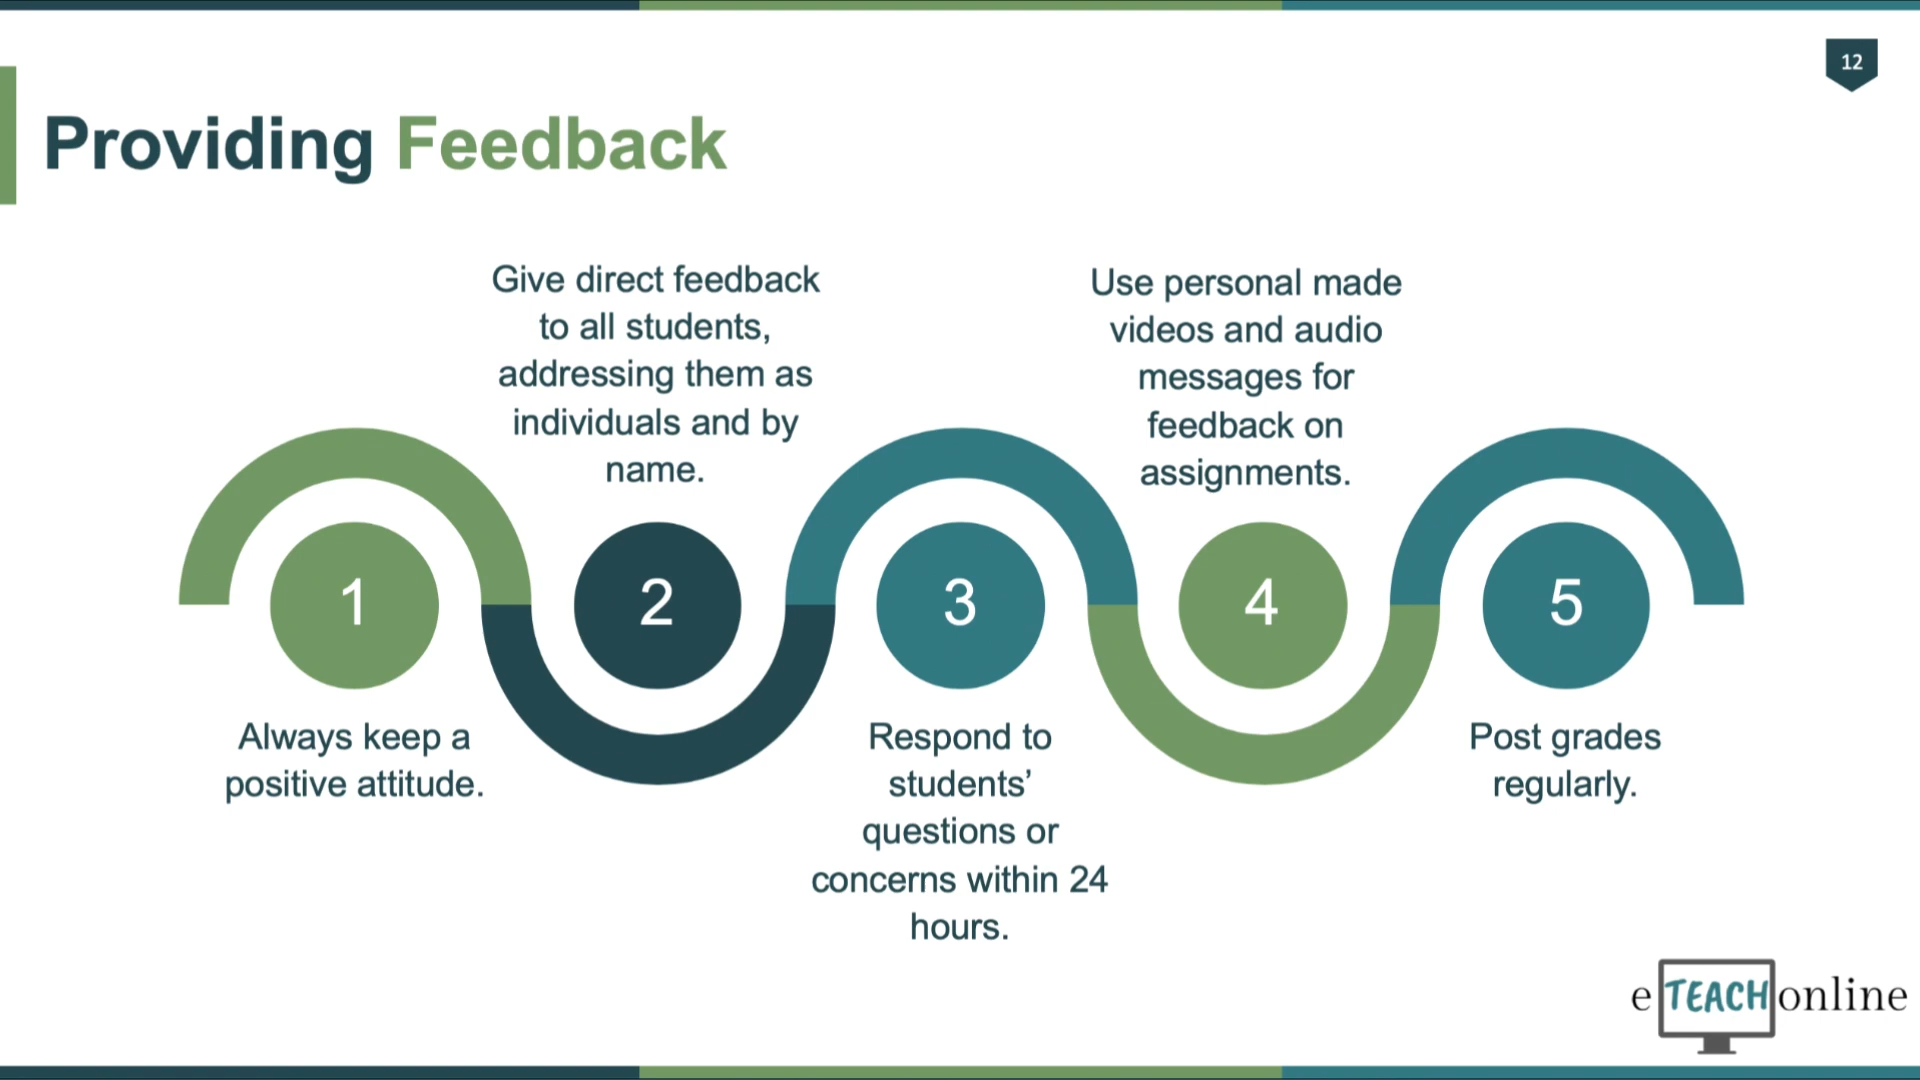 12
Providing Feedback
Give direct feedback
to all students,
addressing them as
individuals and by
name.
Use personal made
videos and audio
messages for
feedback on
assignments.
1
2
3
4
5
Always keep a
positive attitude.
Respond to
students’
questions or
concerns within 24
hours.
Post grades
regularly.
e TEACH online